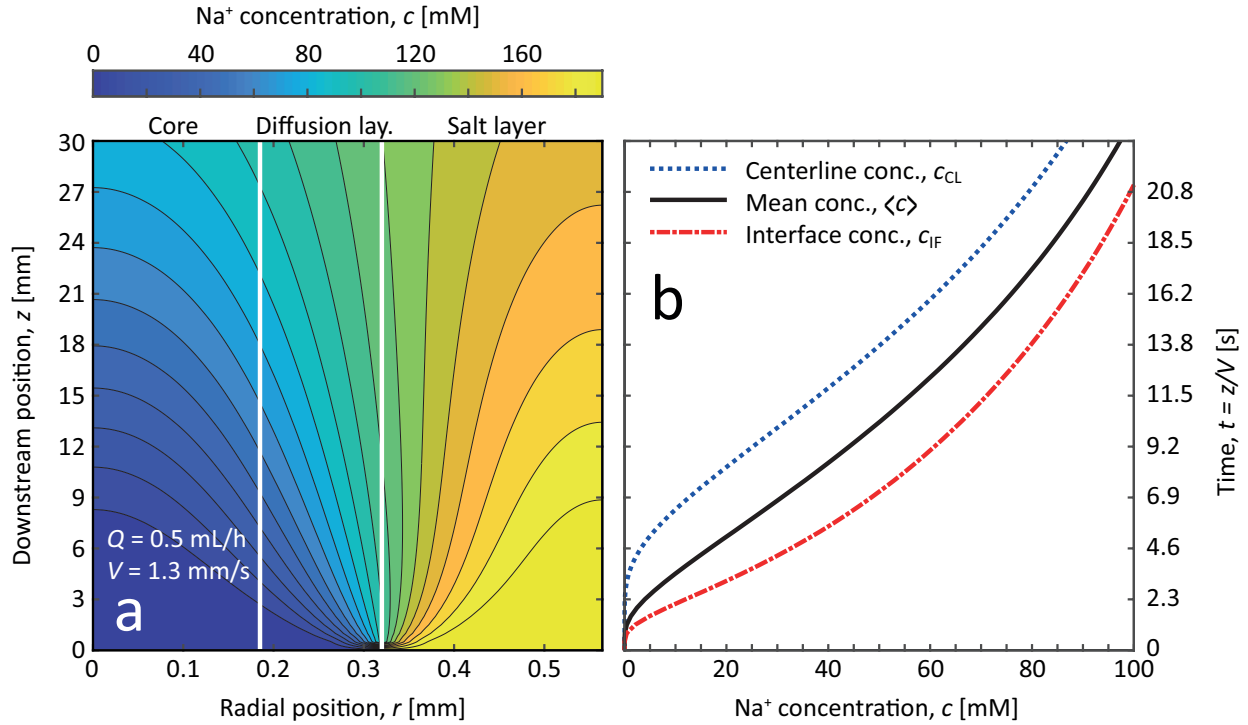 Na⁺ concentration, c [mM]
0 40 80 120 160
Core Diffusion lay. Salt layer
30
27
24
21
18
15
12
9
6
3
0
Downstream position, z [mm]
Q = 0.5 mL/h
V = 1.3 mm/s
a
0 0.1 0.2 0.3 0.4 0.5
Radial position, r [mm]
Centerline conc., c_CL
Mean conc., ⟨c⟩
Interface conc., c_IF
b
20.8
18.5
16.2
13.8
11.5
9.2
6.9
4.6
2.3
0
Time, t = z/V [s]
0 20 40 60 80 100
Na⁺ concentration, c [mM]